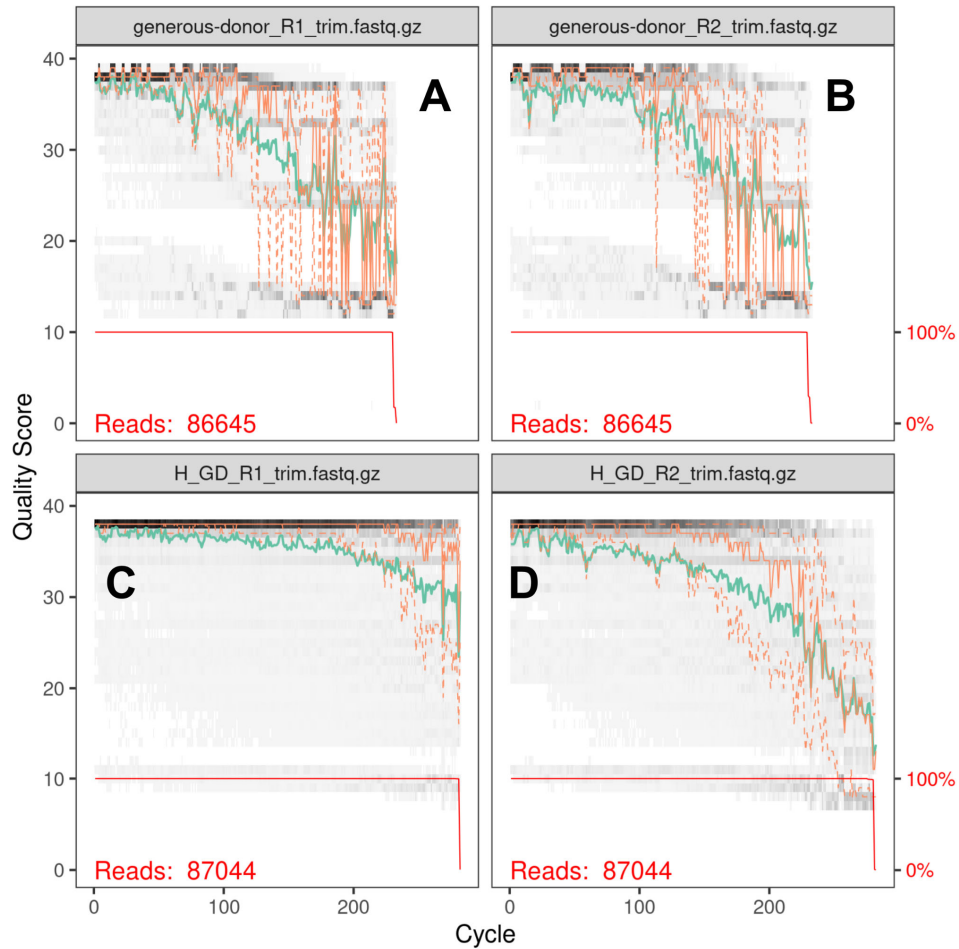 generous-donor_R1_trim.fastq.gz
generous-donor_R2_trim.fastq.gz
40
30
20
10
0
A
B
Reads: 86645
Reads: 86645
100%
0%
Quality Score
H_GD_R1_trim.fastq.gz
H_GD_R2_trim.fastq.gz
40
30
20
10
0
C
D
Reads: 87044
Reads: 87044
100%
0%
0 100 200
0 100 200
Cycle